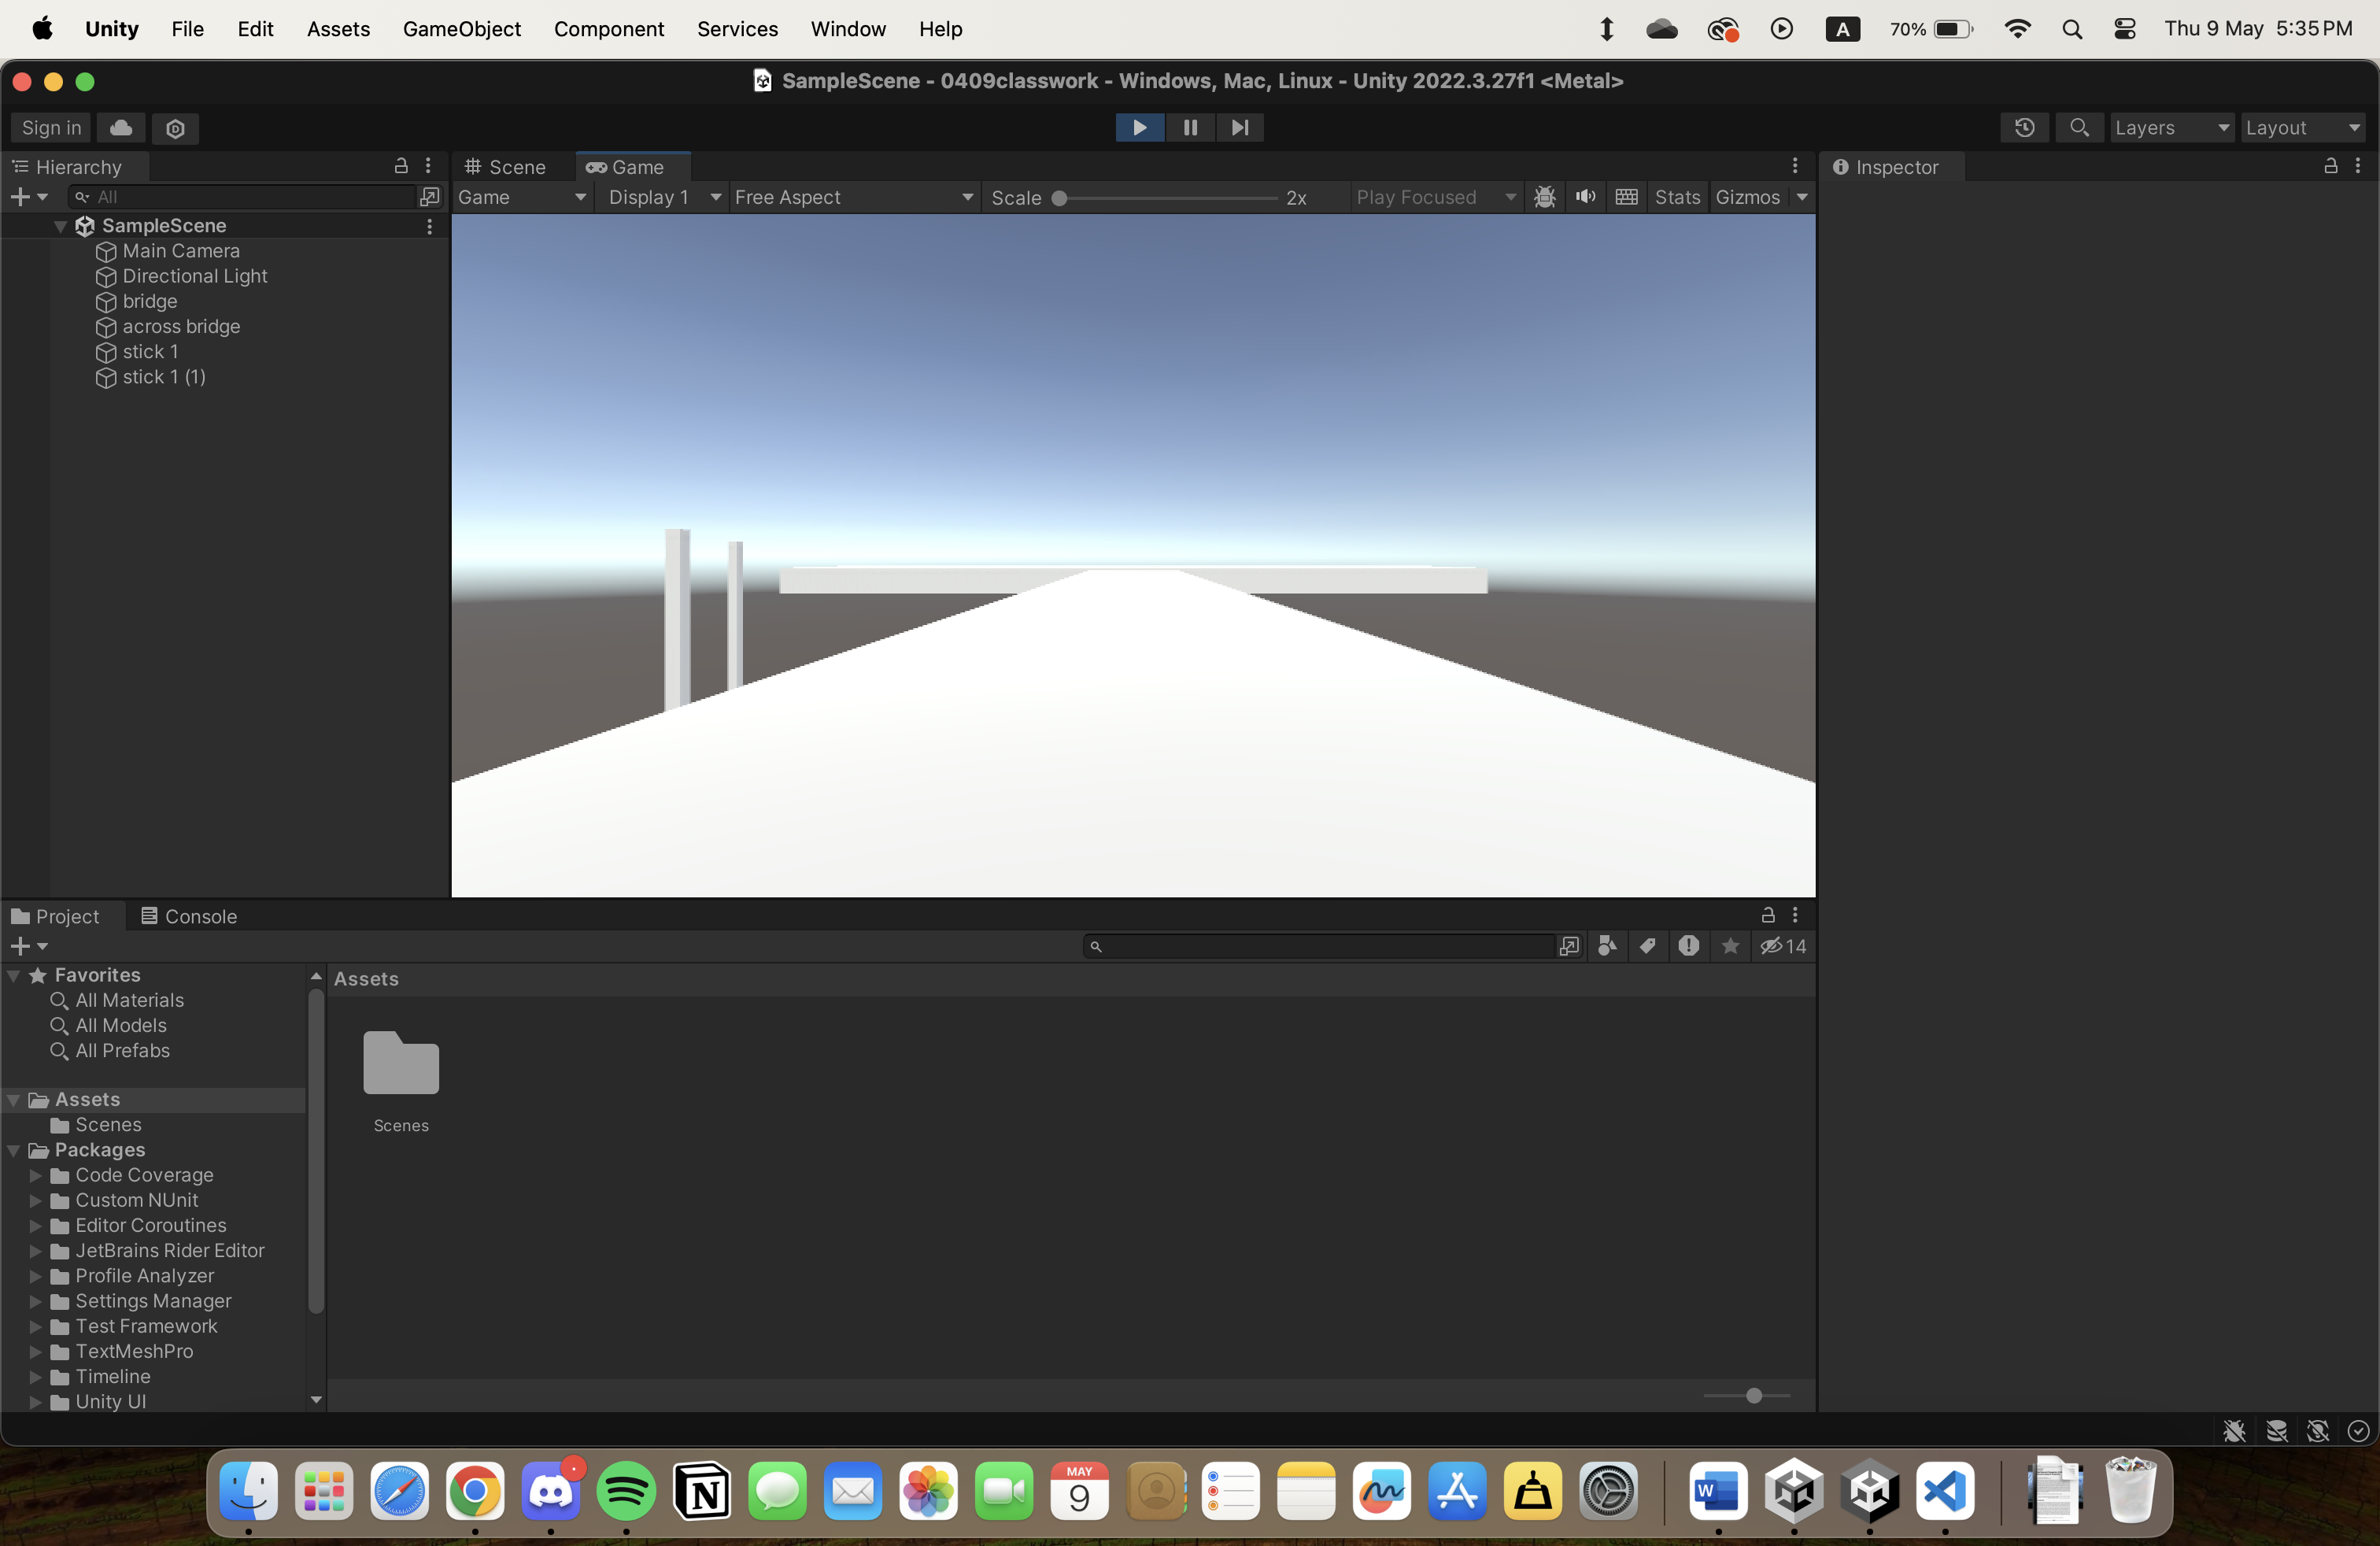 Unity File Edit Assets GameObject Component Services Window Help A 70% Thu 9 May 5:35 PM
SampleScene - 0409classwork - Windows, Mac, Linux - Unity 2022.3.27f1 <Metal>
Sign in Layers Layout
Hierarchy Scene Game Inspector
All Game Display 1 Free Aspect Scale 2x Play Focused Stats Gizmos
SampleScene
Main Camera
Directional Light
bridge
across bridge
stick 1
stick 1 (1)
Project Console
14
Favorites
All Materials
All Models
All Prefabs
Assets
Scenes
Packages
Code Coverage
Custom NUnit
Editor Coroutines
JetBrains Rider Editor
Profile Analyzer
Settings Manager
Test Framework
TextMeshPro
Timeline
Unity UI
Assets
Scenes
MAY
9
W